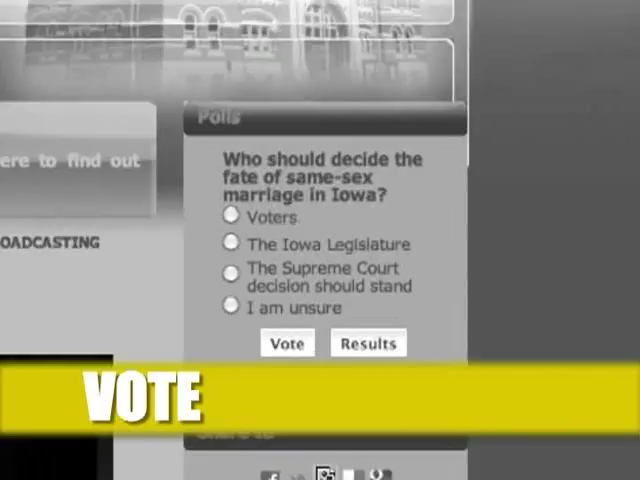 Polls
ere to find out
Who should decide the
fate of same-sex
marriage in Iowa?
Voters
OADCASTING
The Iowa Legislature
The Supreme Court
decision should stand
I am unsure
Vote
Results
VOTE